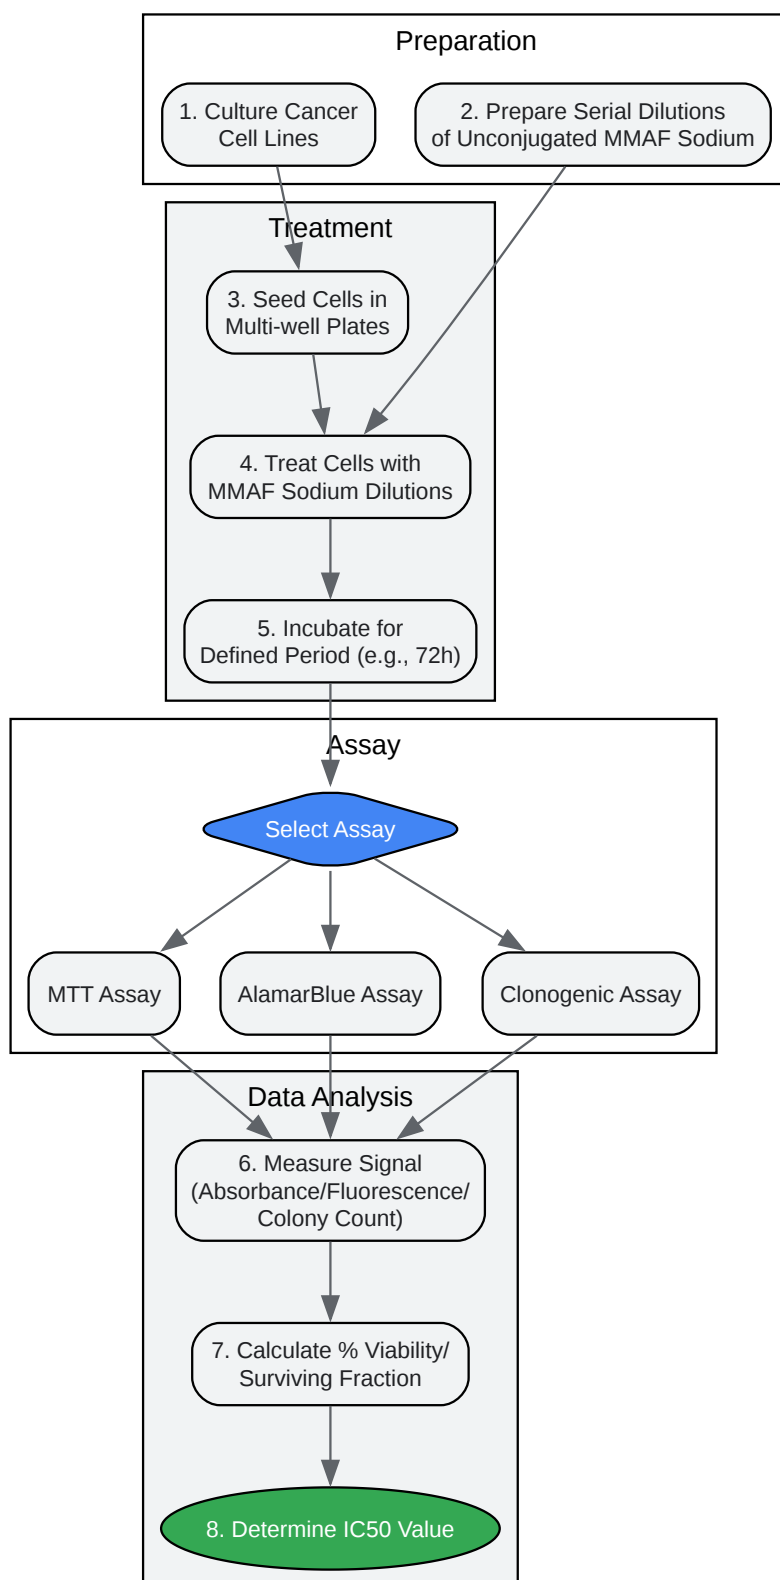 Preparation
1. Culture Cancer
Cell Lines
2. Prepare Serial Dilutions
of Unconjugated MMAF Sodium
Treatment
3. Seed Cells in
Multi-well Plates
4. Treat Cells with
MMAF Sodium Dilutions
5. Incubate for
Defined Period (e.g., 72h)
Assay
Select Assay
MTT Assay
AlamarBlue Assay
Clonogenic Assay
Data Analysis
6. Measure Signal
(Absorbance/Fluorescence/
Colony Count)
7. Calculate % Viability/
Surviving Fraction
8. Determine IC50 Value